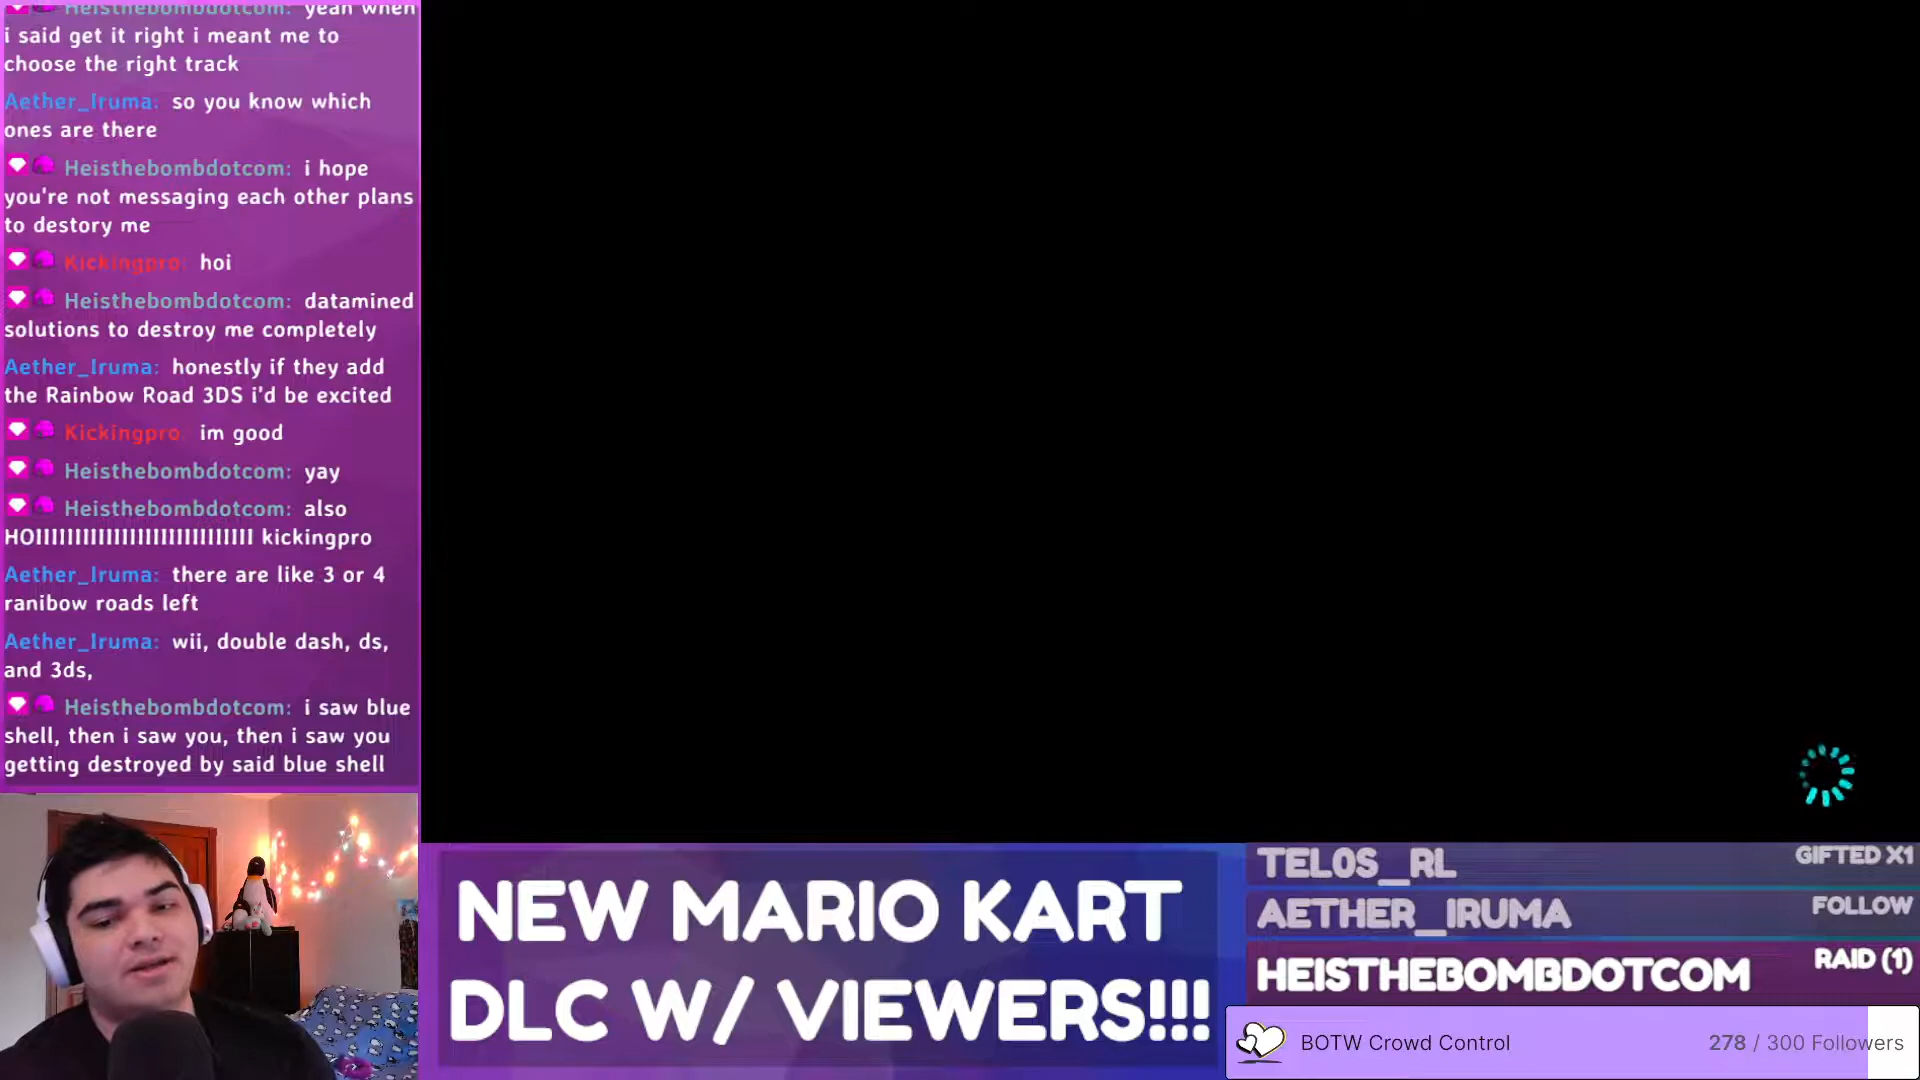 Heisthebombdotcom: yeah when
i said get it right i meant me to
choose the right track
Aether_Iruma: so you know which
ones are there
Heisthebombdotcom: i hope
you're not messaging each other plans
to destory me
Kickingpro: hoi
Heisthebombdotcom: datamined
solutions to destroy me completely
Aether_Iruma: honestly if they add
the Rainbow Road 3DS i'd be excited
Kickingpro: im good
Heisthebombdotcom: yay
Heisthebombdotcom: also
HOIIIIIIIIIIIIIIIIIIIIIIIIIIII kickingpro
Aether_Iruma: there are like 3 or 4
ranibow roads left
Aether_Iruma: wii, double dash, ds,
and 3ds,
Heisthebombdotcom: i saw blue
shell, then i saw you, then i saw you
getting destroyed by said blue shell
NEW MARIO KART
DLC W/ VIEWERS!!!
TEL0S_RL GIFTED X1
AETHER_IRUMA FOLLOW
HEISTHEBOMBDOTCOM RAID (1)
BOTW Crowd Control 278 / 300 Followers